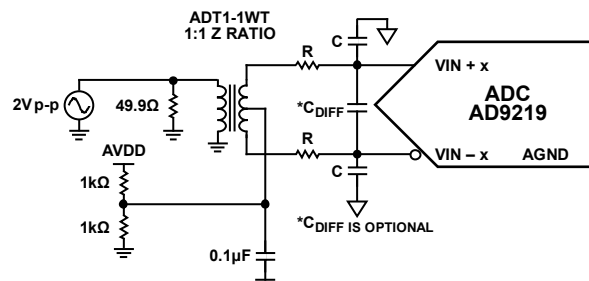 ADT1-1WT
1:1 Z RATIO
C
R
VIN + x
2V p-p
49.9Ω
*CDIFF
ADC
AD9219
R
AVDD
VIN – x
AGND
C
1kΩ
1kΩ
*CDIFF IS OPTIONAL
0.1µF